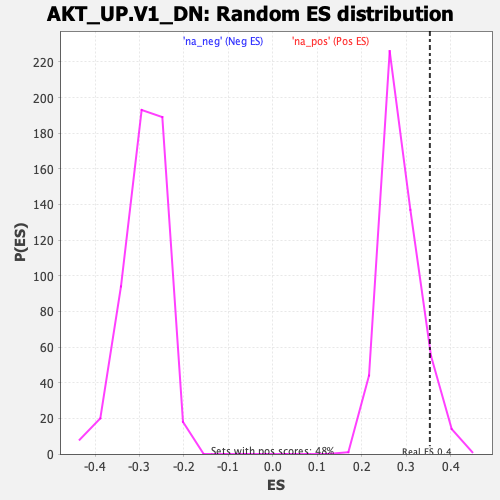 AKT_UP.V1_DN: Random ES distribution
'na_neg' (Neg ES) 'na_pos' (Pos ES)
220
200
180
160
140
120
100
80
60
40
20
0
P(ES)
Sets with pos scores: 48%
Real ES 0.4
-0.4 -0.3 -0.2 -0.1 0.0 0.1 0.2 0.3 0.4
ES